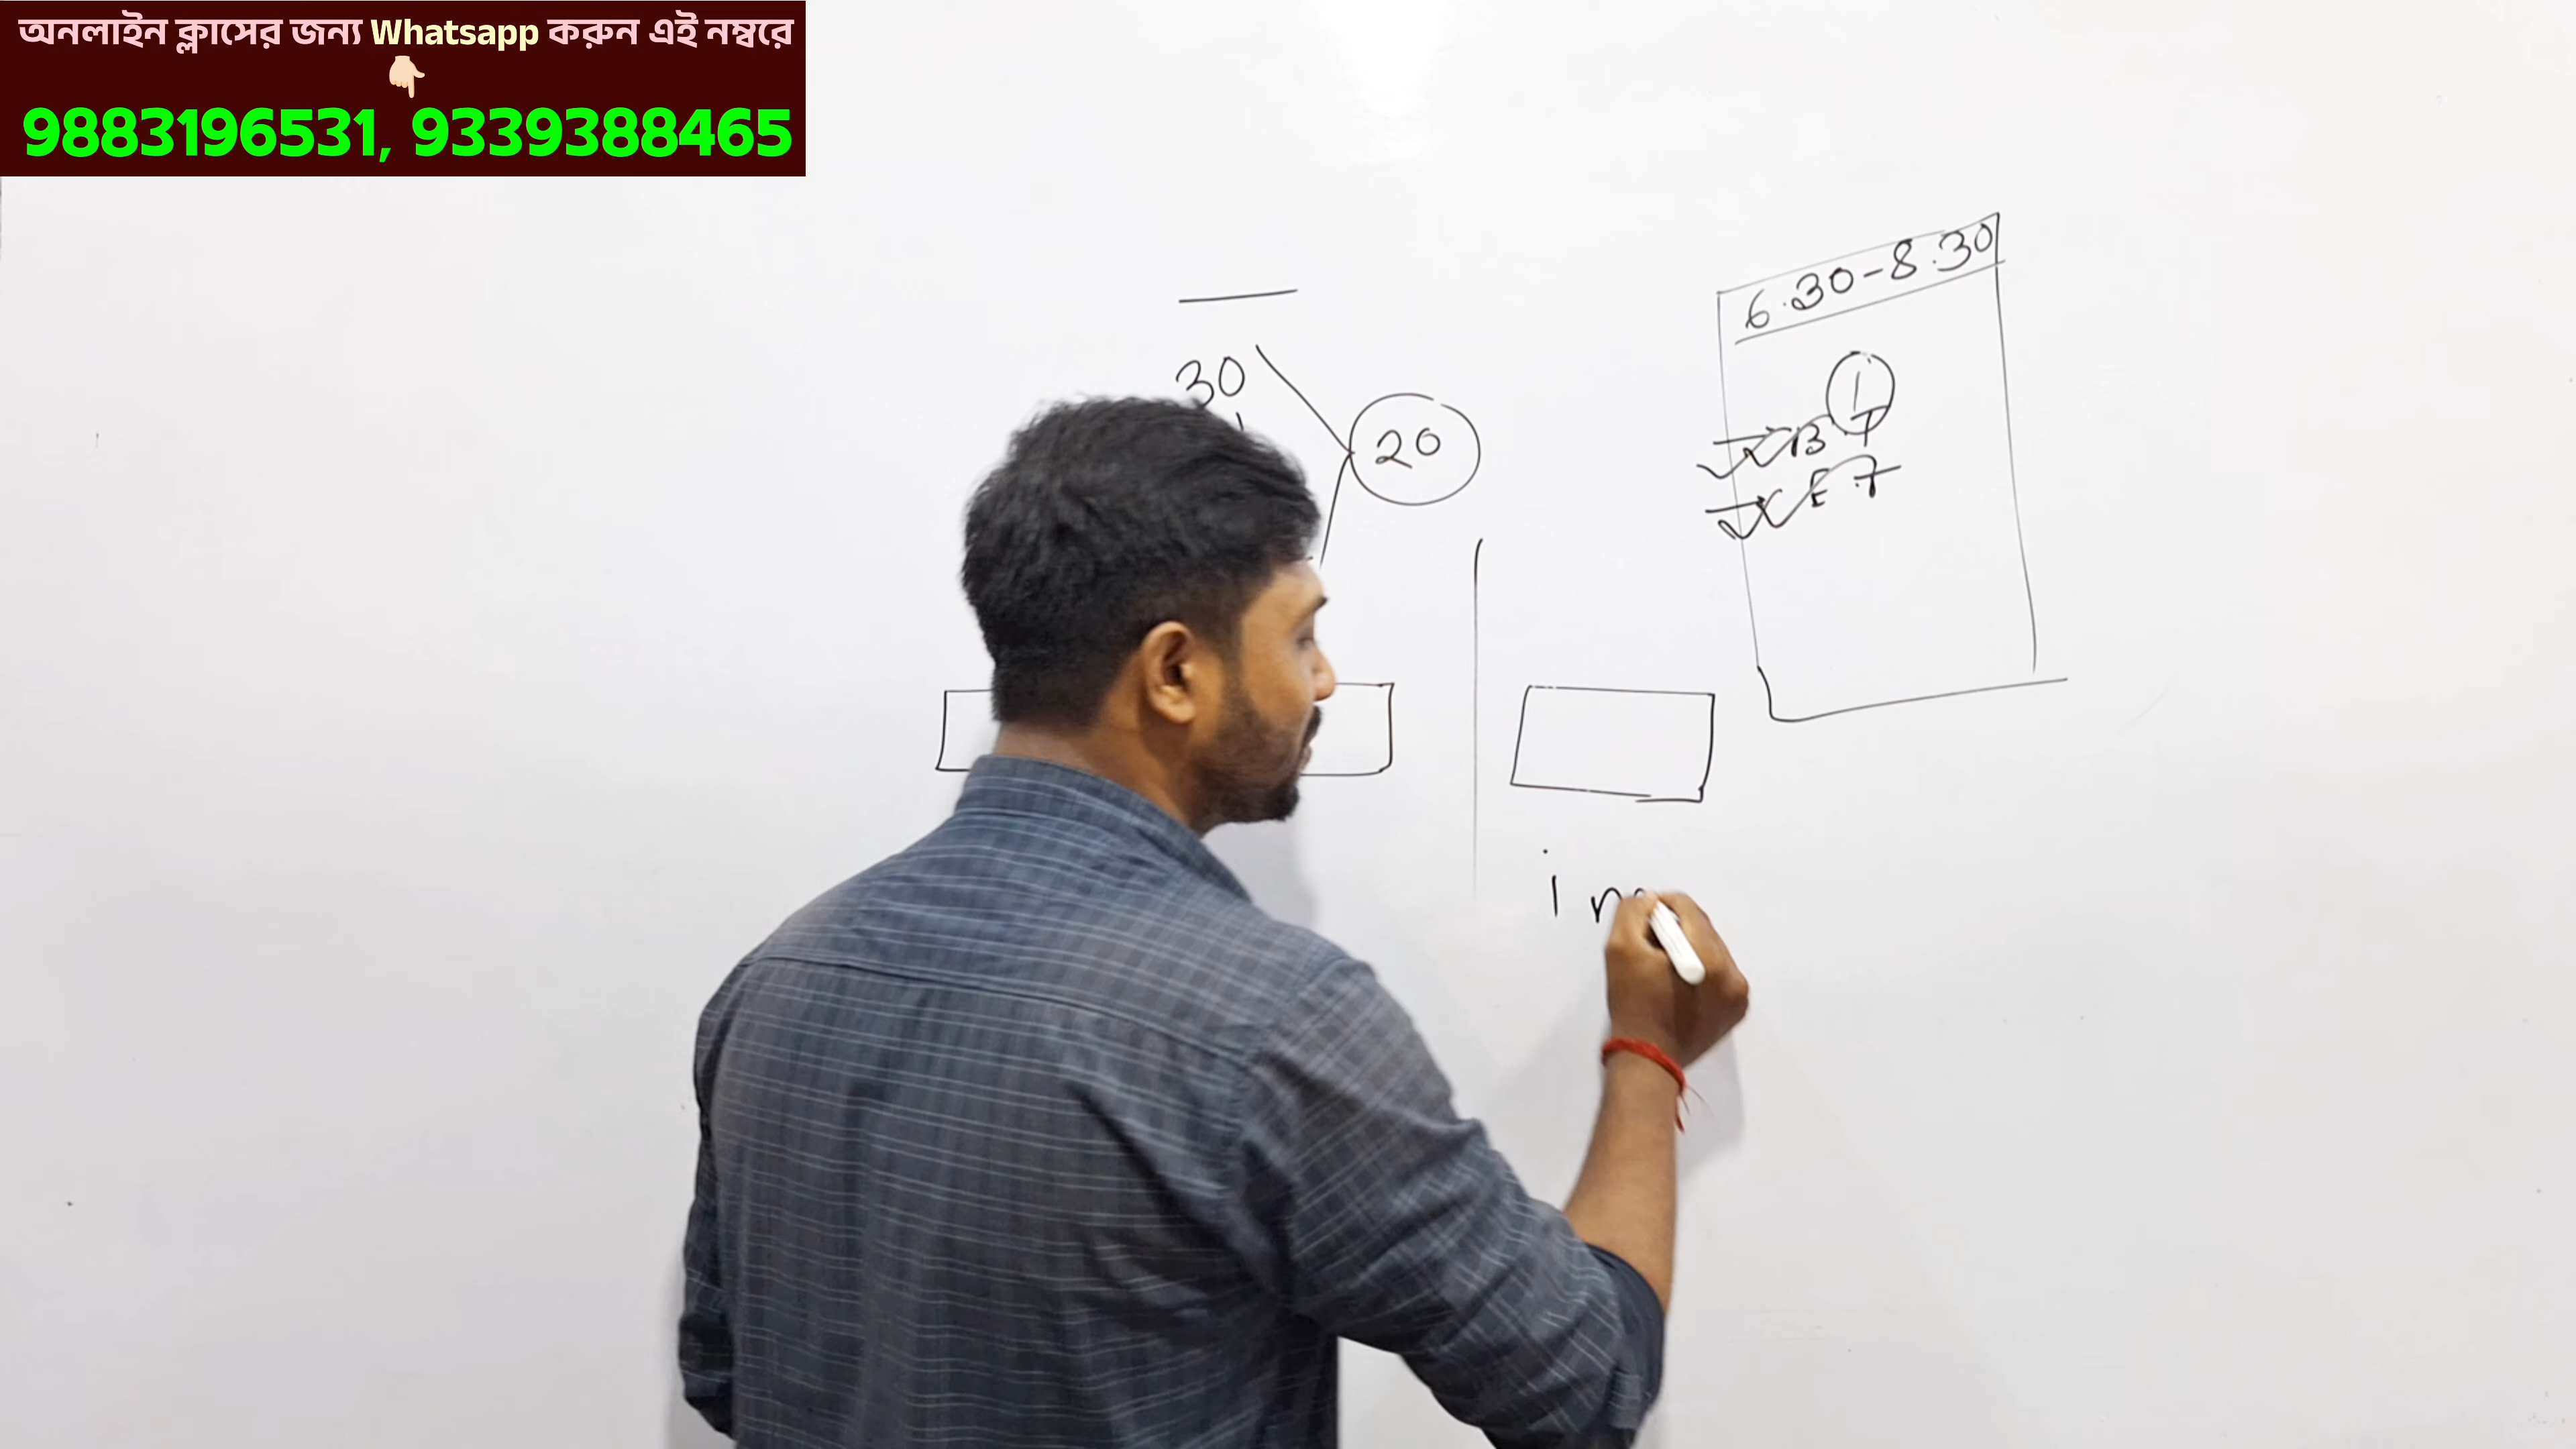 অনলাইন ক্লাসের জন্য Whatsapp করুন এই নম্বরে
👇🏻
9883196531, 9339388465
6.30-8.30
30
20
1
B.T
E.T
in